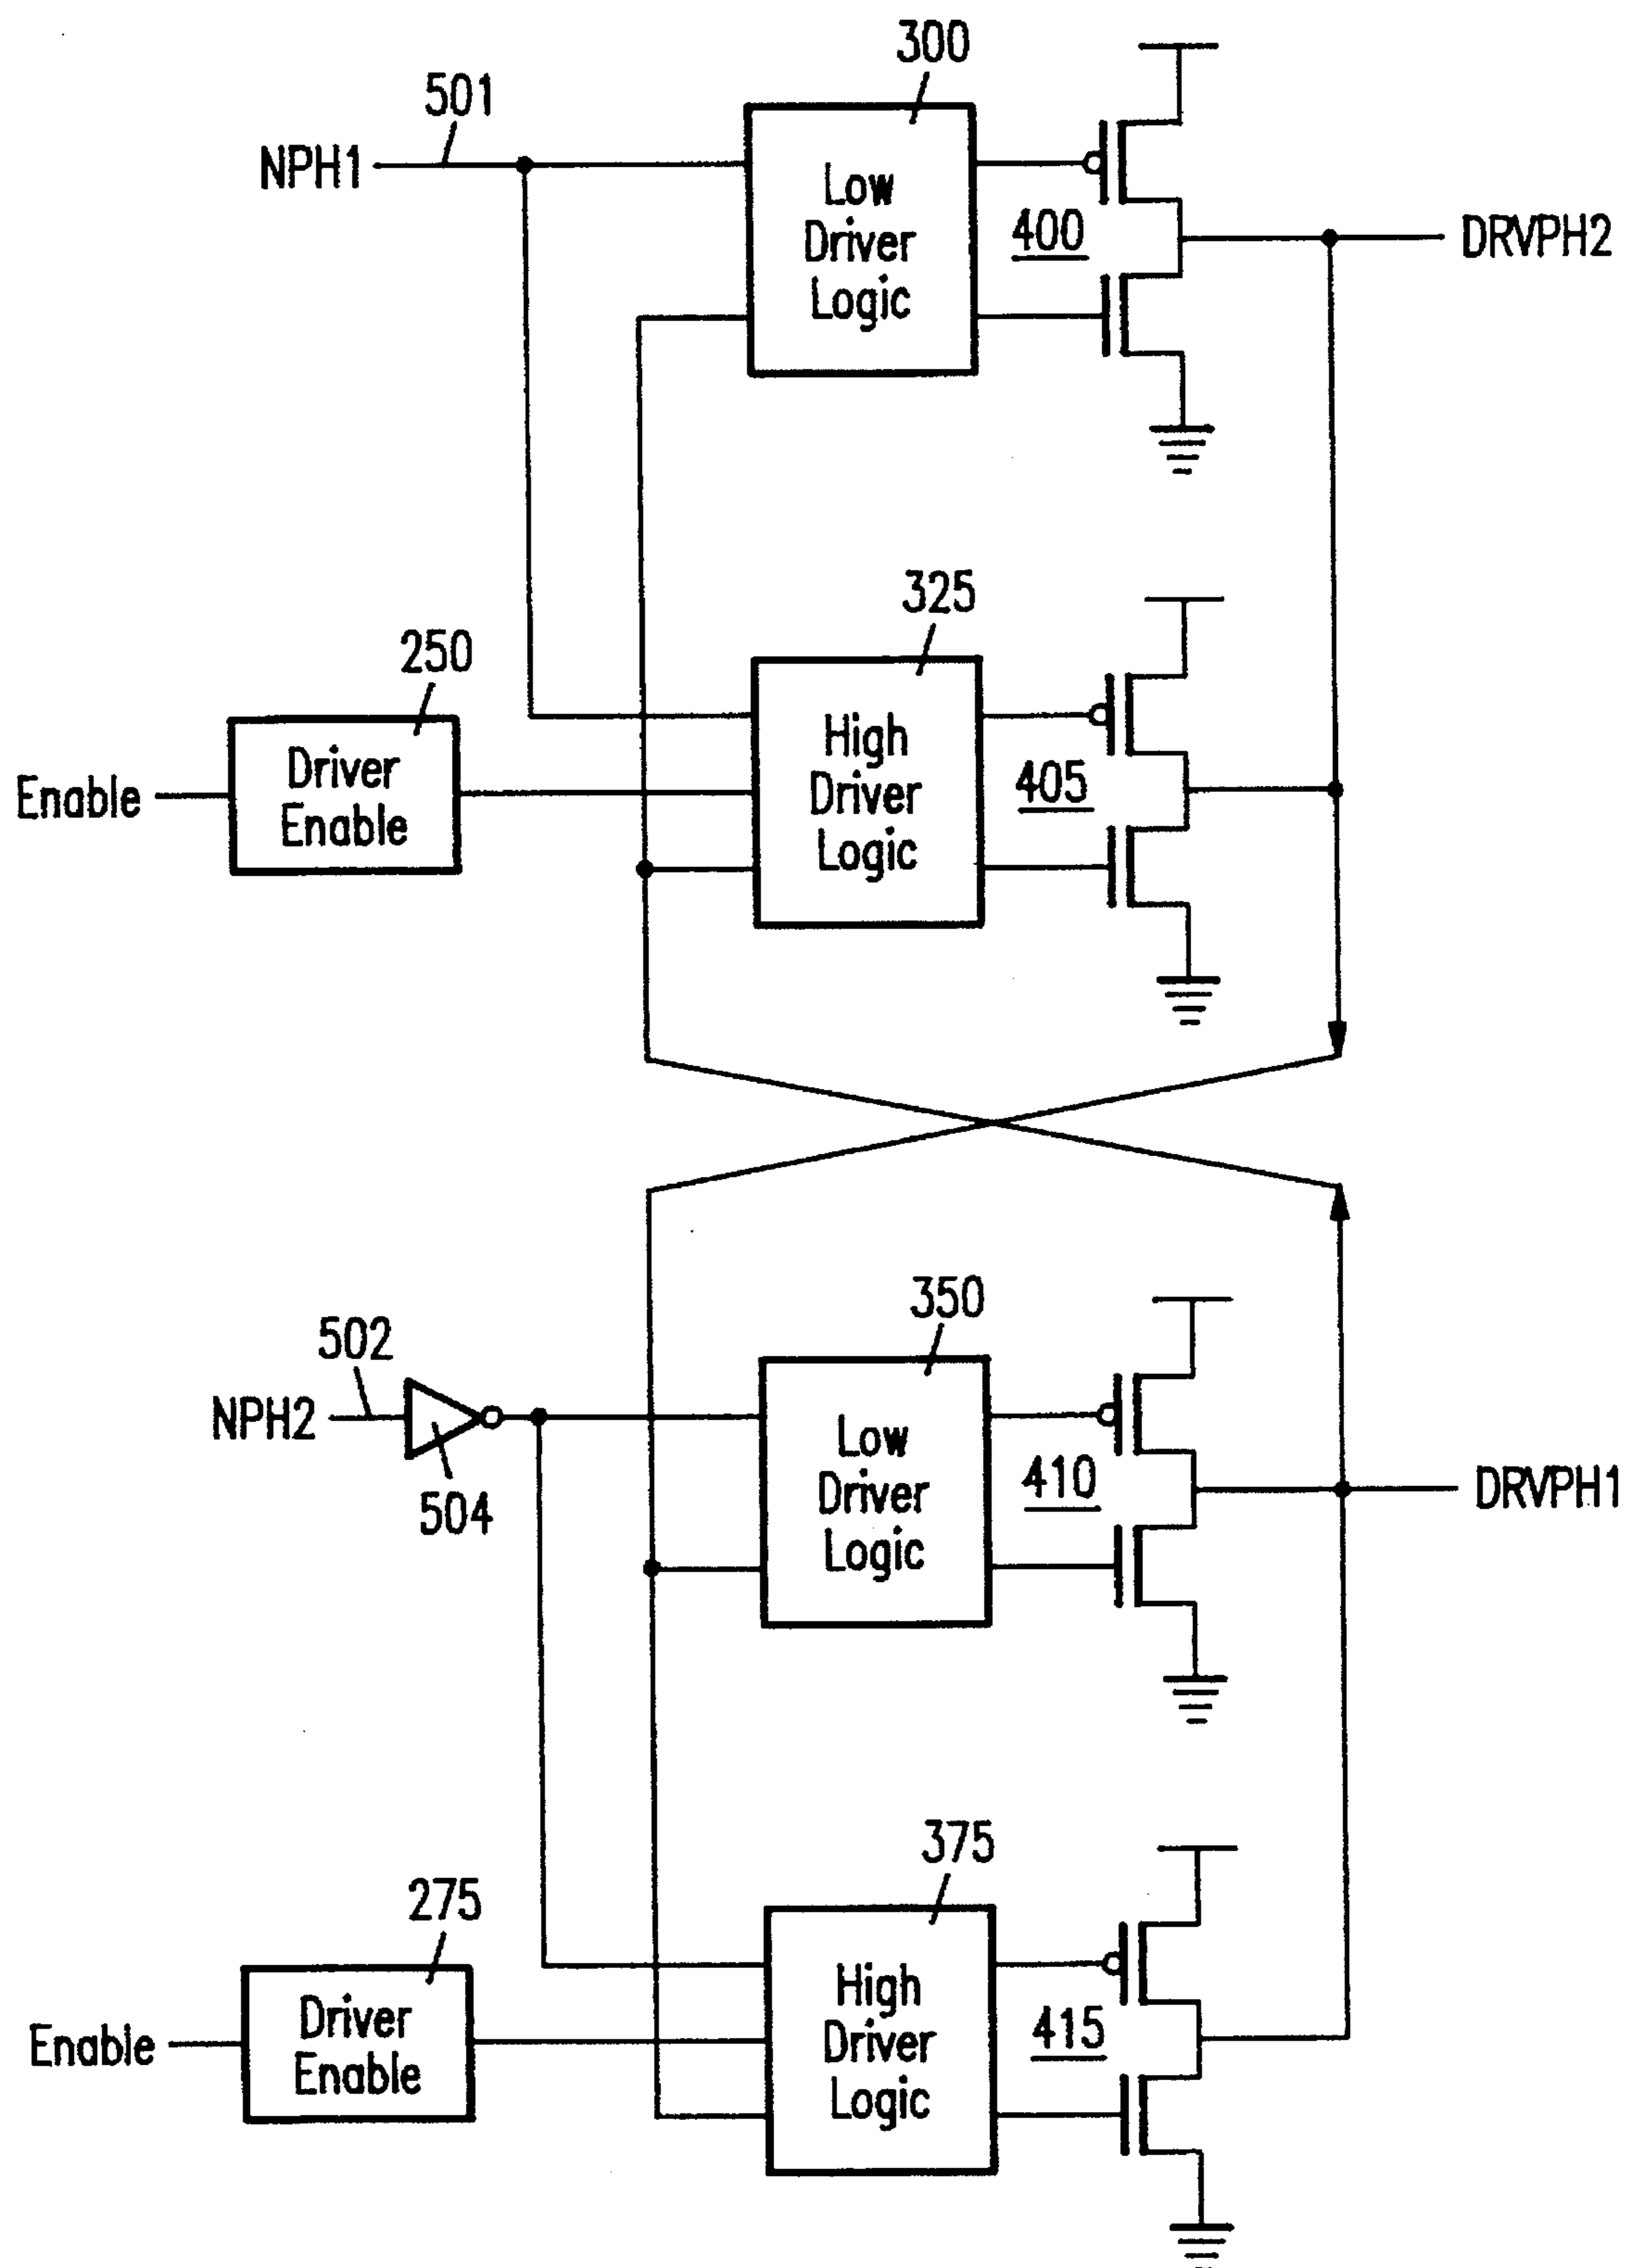 300
501
NPH1
Low
Driver
Logic
400
DRVPH2
325
250
High
Driver
Logic
405
Enable
Driver
Enable
350
502
NPH2
504
Low
Driver
Logic
410
DRVPH1
375
275
High
Driver
Logic
415
Enable
Driver
Enable